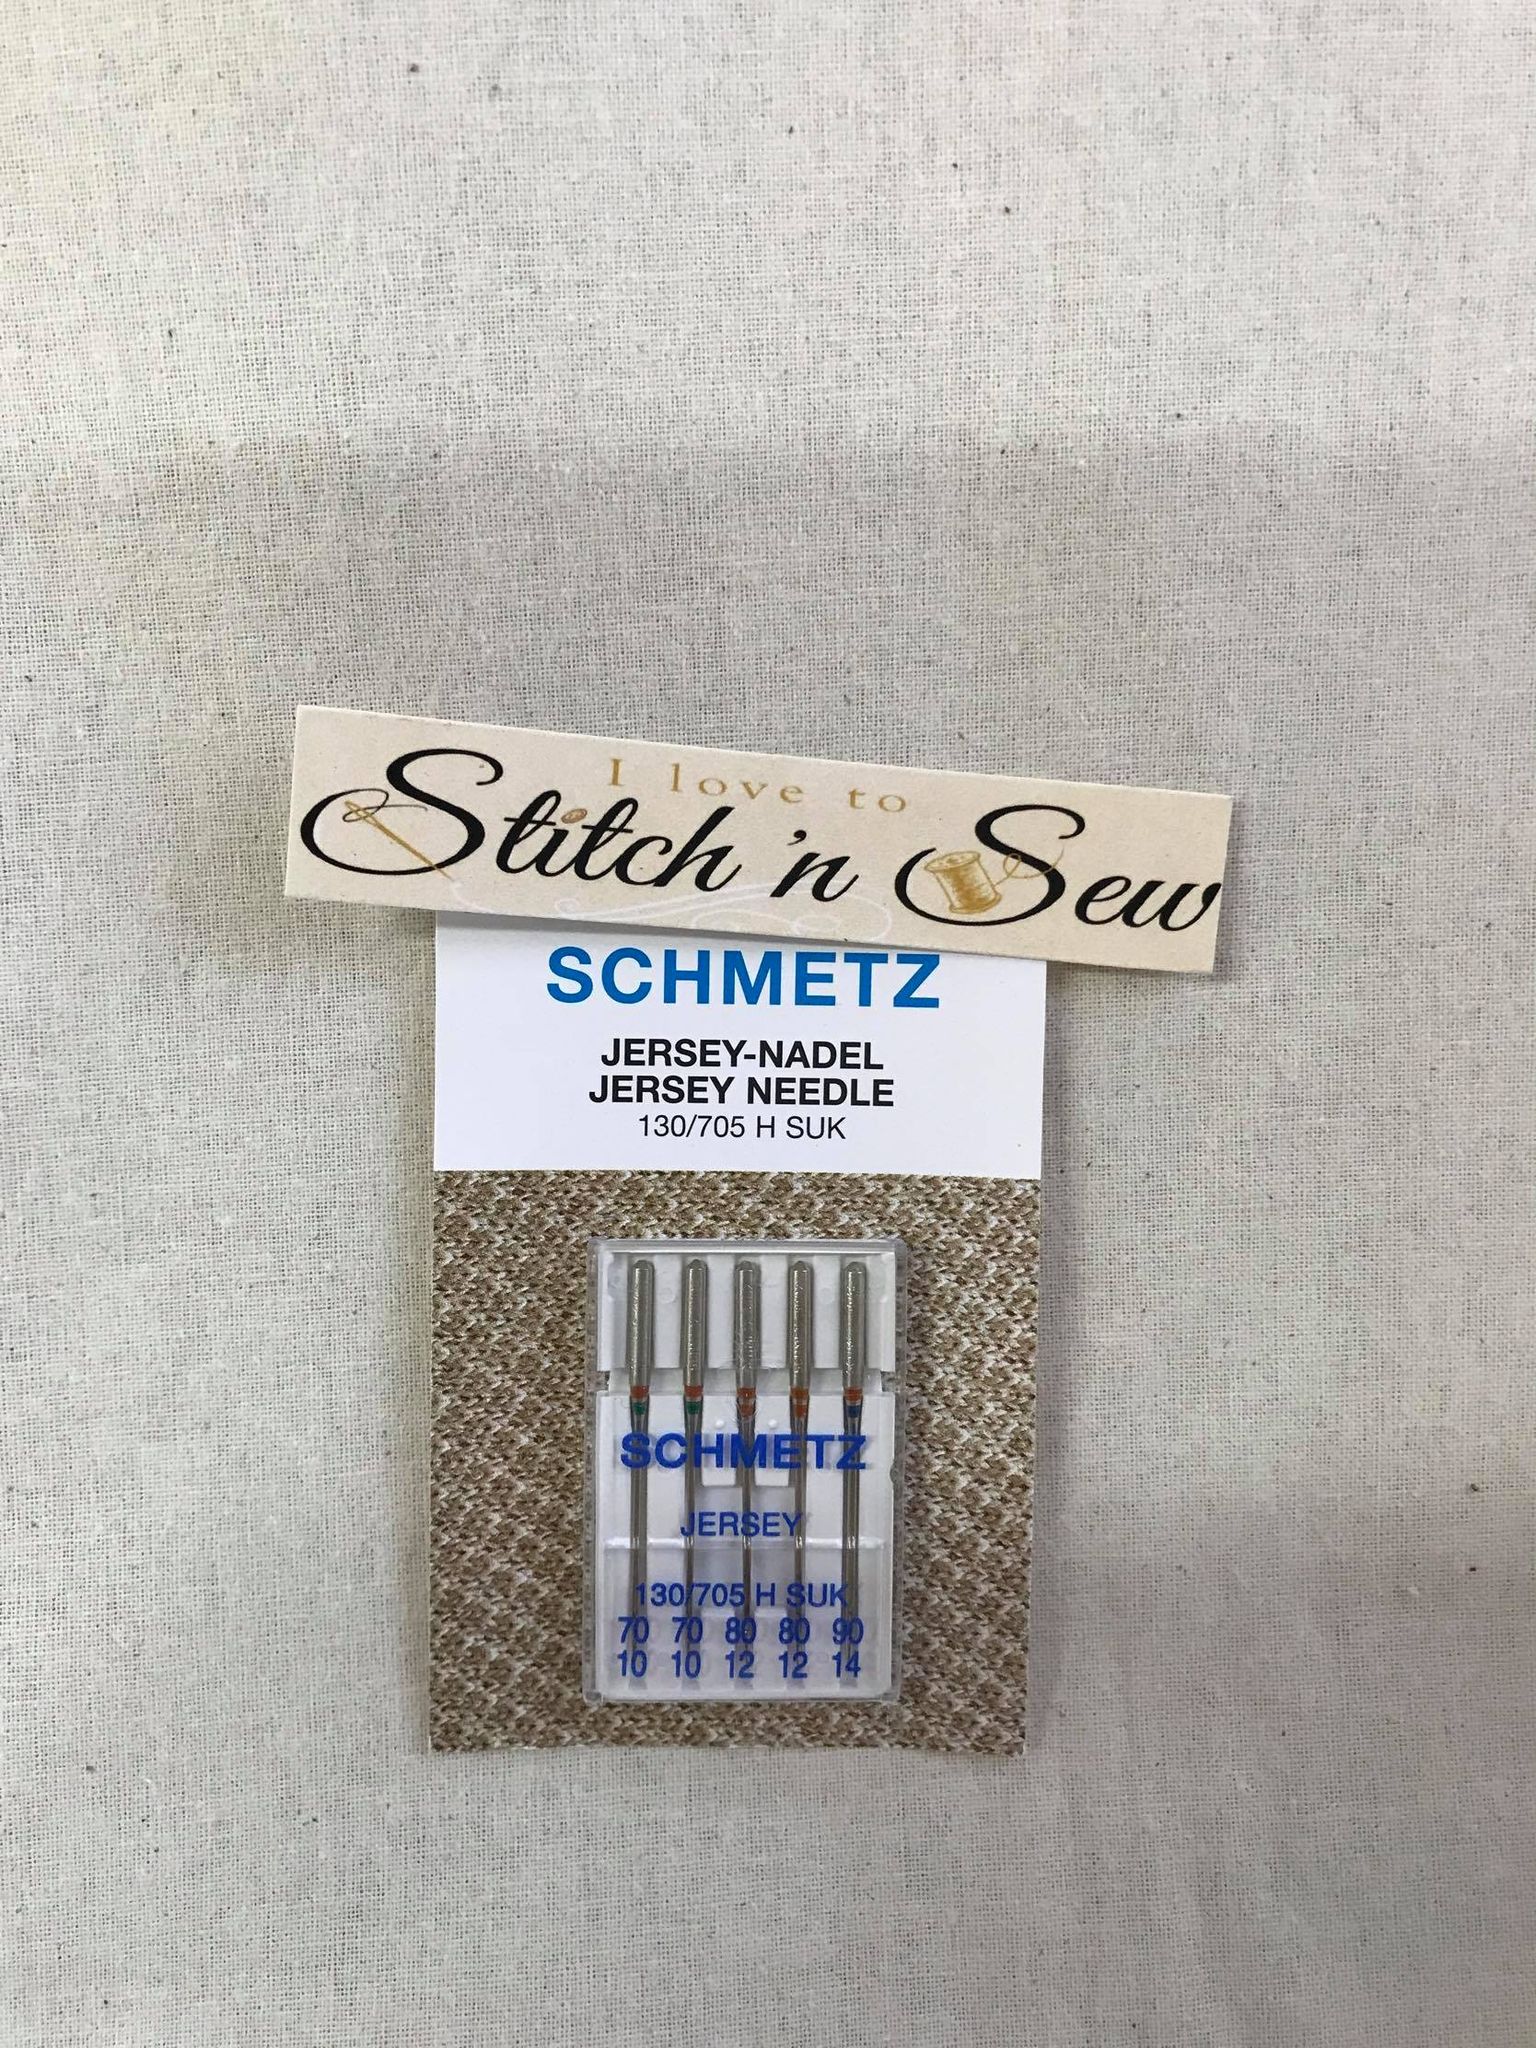 I love to
Stitch 'n Sew
SCHMETZ
JERSEY-NADEL
JERSEY NEEDLE
130/705 H SUK
SCHMETZ
JERSEY
130/705 H SUK
70 70 80 80 90
10 10 12 12 14